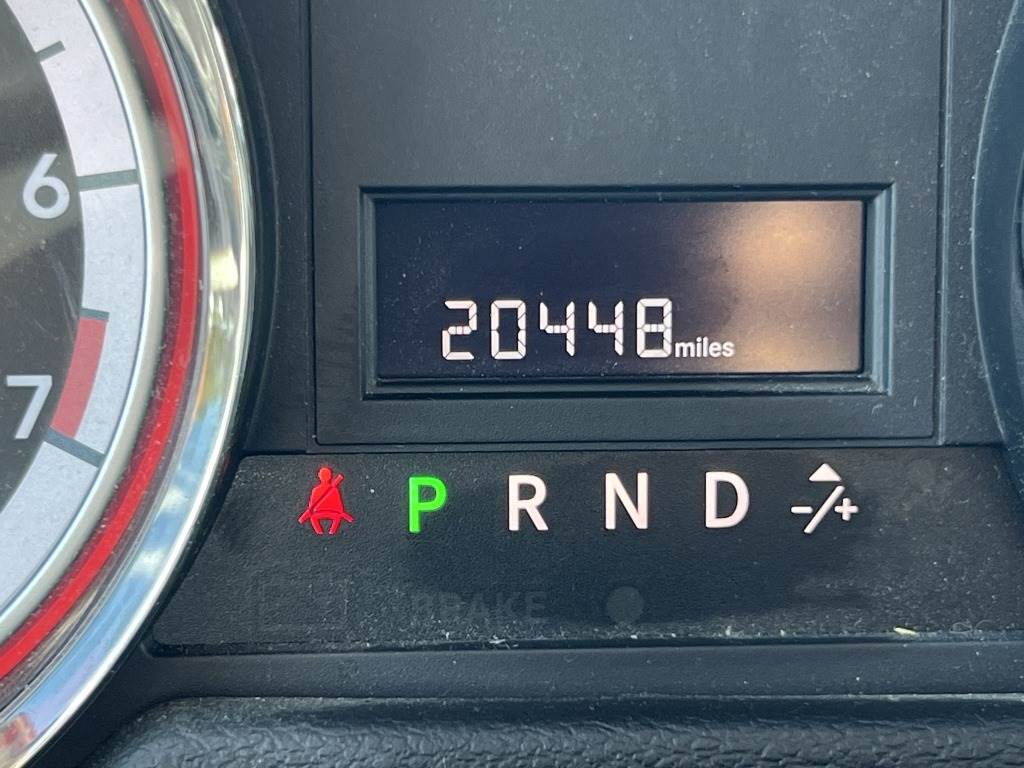 6
20448 miles
7
P R N D -/+
BRAKE